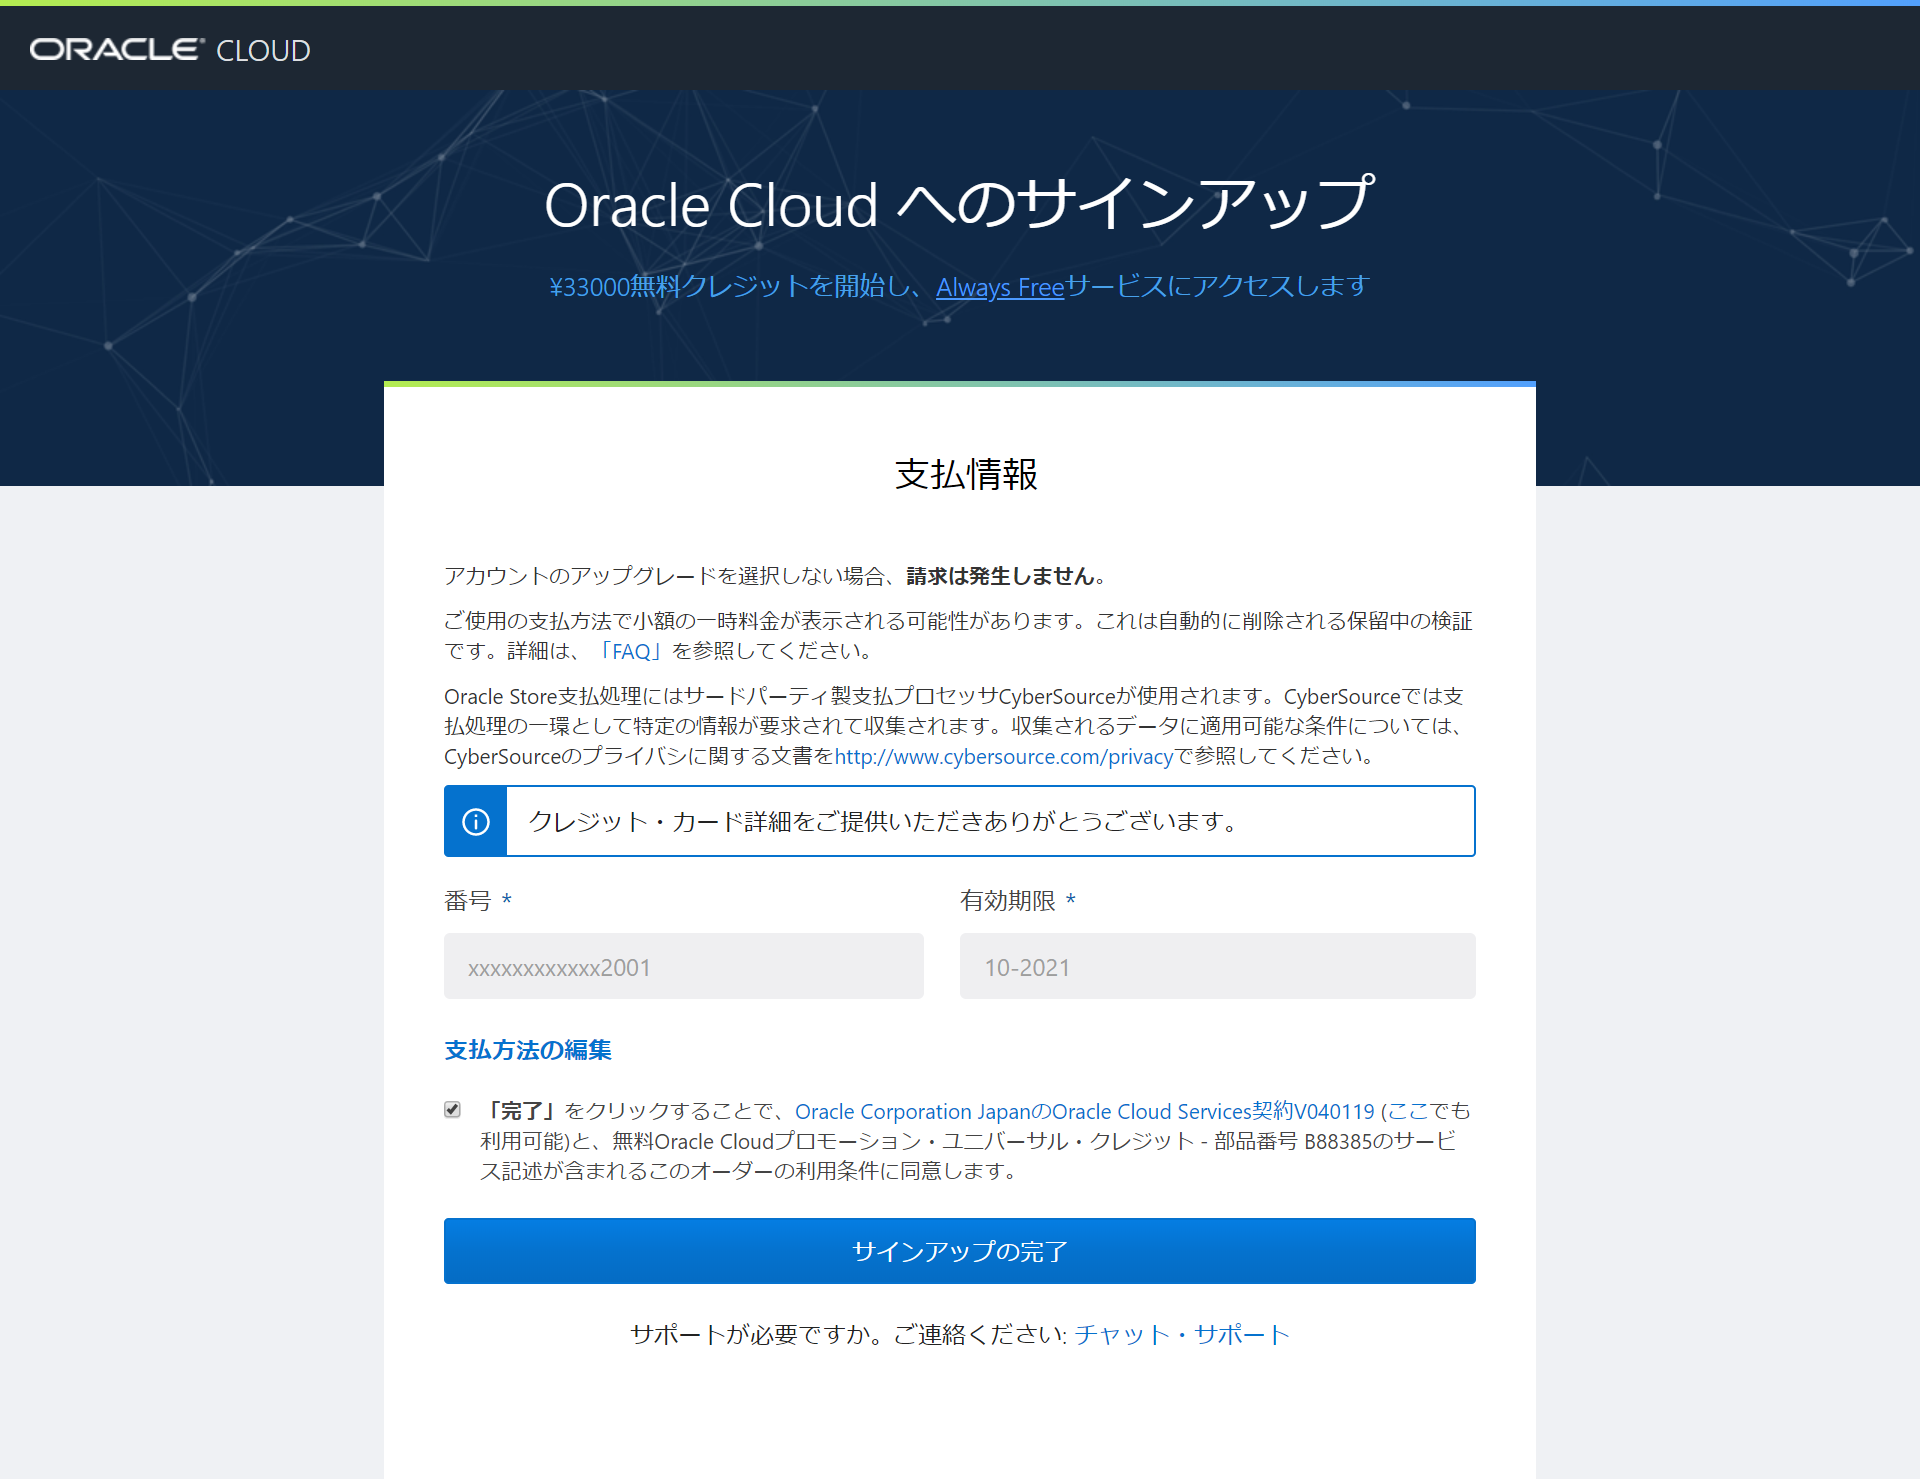 ORACLE® CLOUD
Oracle Cloud へのサインアップ
¥33000無料クレジットを開始し、Always Freeサービスにアクセスします
支払情報
アカウントのアップグレードを選択しない場合、請求は発生しません。
ご使用の支払方法で小額の一時料金が表示される可能性があります。これは自動的に削除される保留中の検証
です。詳細は、「FAQ」を参照してください。
Oracle Store支払処理にはサードパーティ製支払プロセッサCyberSourceが使用されます。CyberSourceでは支
払処理の一環として特定の情報が要求されて収集されます。収集されるデータに適用可能な条件については、
CyberSourceのプライバシに関する文書をhttp://www.cybersource.com/privacyで参照してください。
クレジット・カード詳細をご提供いただきありがとうございます。
番号 * 有効期限 *
xxxxxxxxxxxx2001 10-2021
支払方法の編集
「完了」をクリックすることで、Oracle Corporation JapanのOracle Cloud Services契約V040119 (ここでも
利用可能)と、無料Oracle Cloudプロモーション・ユニバーサル・クレジット - 部品番号 B88385のサービ
ス記述が含まれるこのオーダーの利用条件に同意します。
サインアップの完了
サポートが必要ですか。ご連絡ください: チャット・サポート